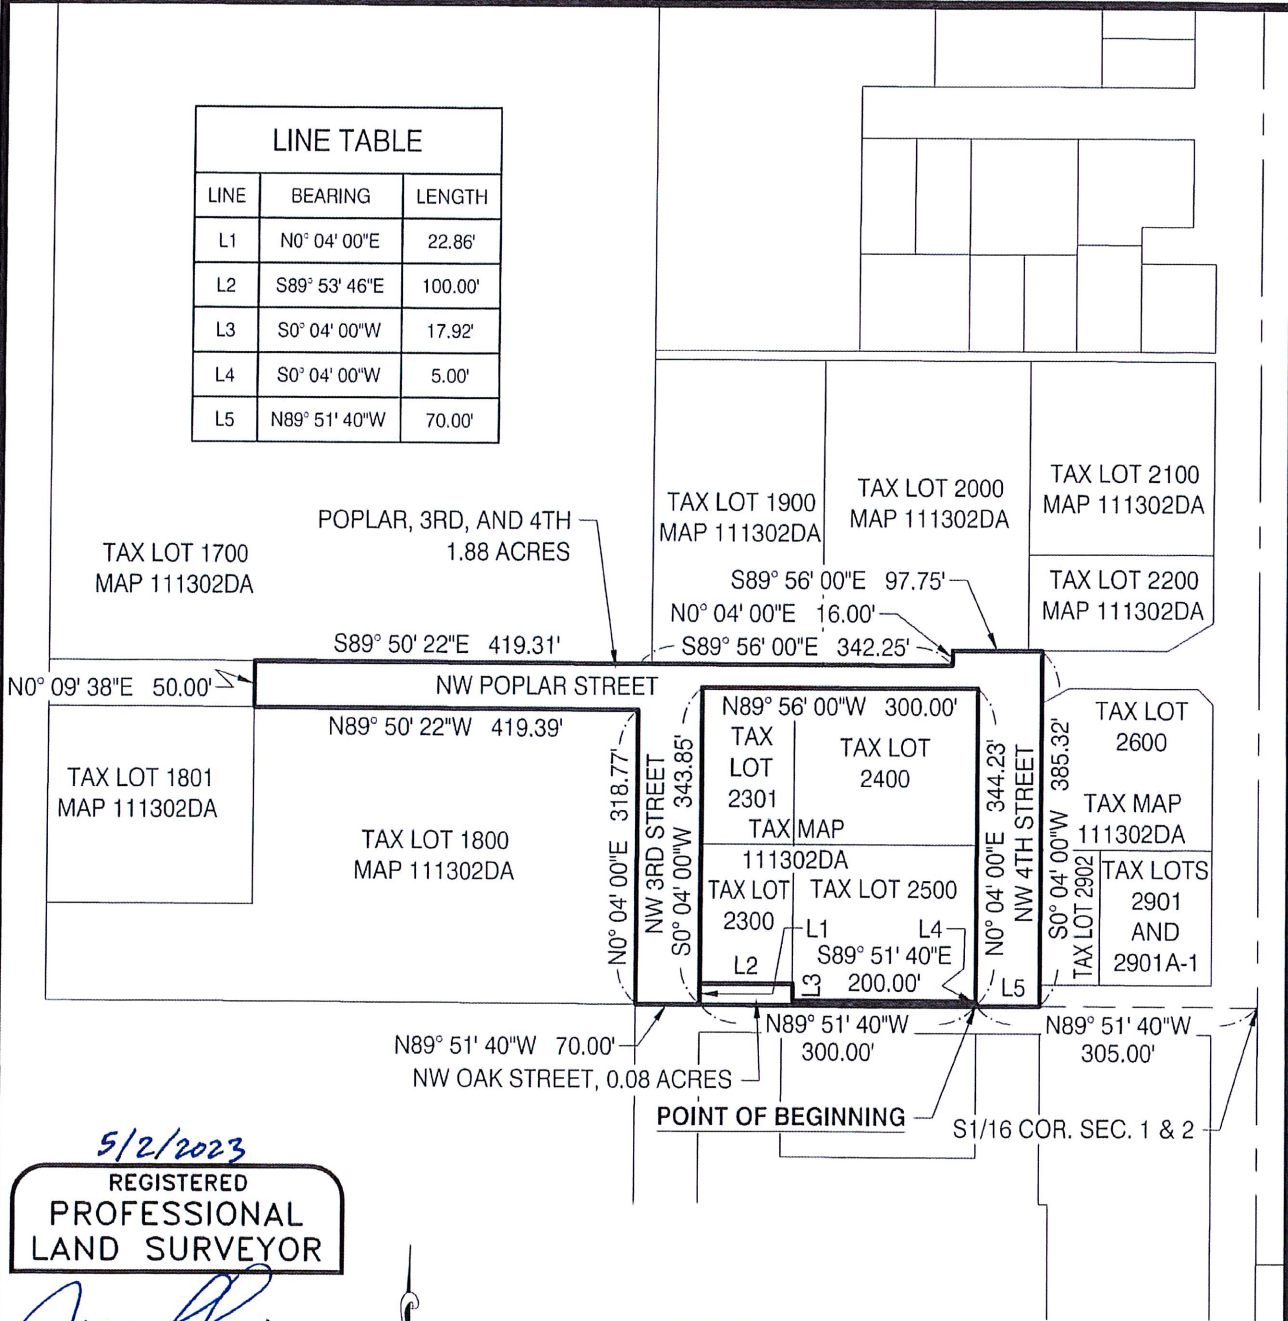 LINE TABLE
LINE BEARING LENGTH
L1 N0° 04' 00"E 22.86'
L2 S89° 53' 46"E 100.00'
L3 S0° 04' 00"W 17.92'
L4 S0° 04' 00"W 5.00'
L5 N89° 51' 40"W 70.00'
TAX LOT 1700
MAP 111302DA
POPLAR, 3RD, AND 4TH
1.88 ACRES
TAX LOT 1900
MAP 111302DA
TAX LOT 2000
MAP 111302DA
TAX LOT 2100
MAP 111302DA
TAX LOT 2200
MAP 111302DA
S89° 56' 00"E 97.75'
N0° 04' 00"E 16.00'
S89° 50' 22"E 419.31'
S89° 56' 00"E 342.25'
N0° 09' 38"E 50.00'
NW POPLAR STREET
N89° 50' 22"W 419.39'
N89° 56' 00"W 300.00'
TAX LOT 1801
MAP 111302DA
TAX LOT 1800
MAP 111302DA
N0° 04' 00"E 318.77'
NW 3RD STREET
S0° 04' 00"W 343.85'
TAX
LOT
2301
TAX LOT
2400
TAX MAP
111302DA
TAX LOT
2300
TAX LOT 2500
L1
L4
L2
L3
S89° 51' 40"E
200.00'
N0° 04' 00"E 344.23'
NW 4TH STREET
S0° 04' 00"W 385.32'
L5
TAX LOT
2600
TAX MAP
111302DA
TAX LOT 2902
TAX LOTS
2901
AND
2901A-1
N89° 51' 40"W 70.00'
NW OAK STREET, 0.08 ACRES
N89° 51' 40"W
300.00'
N89° 51' 40"W
305.00'
POINT OF BEGINNING
S1/16 COR. SEC. 1 & 2
5/2/2023
REGISTERED
PROFESSIONAL
LAND SURVEYOR